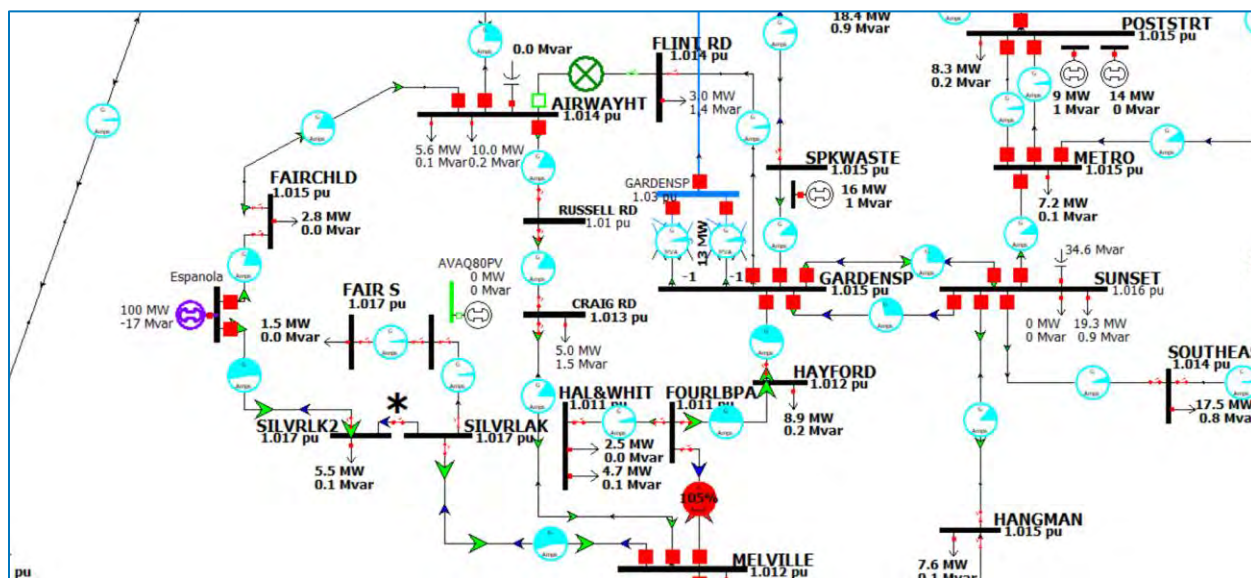 18.4 MW
0.9 Mvar
POSTSTRT
1.015 pu
0.0 Mvar
FLINT RD
1.014 pu
8.3 MW
0.2 Mvar
9 MW
1 Mvar
14 MW
0 Mvar
3.0 MW
1.4 Mvar
AIRWAYHT
1.014 pu
5.6 MW
0.1 Mvar
10.0 MW
0.2 Mvar
SPKWASTE
1.015 pu
METRO
1.015 pu
FAIRCHLD
1.015 pu
GARDENSP
1.03 pu
16 MW
1 Mvar
7.2 MW
0.1 Mvar
2.8 MW
0.0 Mvar
RUSSELL RD
1.01 pu
13 MW
34.6 Mvar
Espanola
AVAQ80PV
0 MW
0 Mvar
-1
-1
GARDENSP
1.015 pu
SUNSET
1.016 pu
FAIR S
1.017 pu
CRAIG RD
1.013 pu
100 MW
-17 Mvar
1.5 MW
0.0 Mvar
0 MW
0 Mvar
19.3 MW
0.9 Mvar
5.0 MW
1.5 Mvar
SOUTHEAS
1.014 pu
HAYFORD
1.012 pu
HAL&WHIT
1.011 pu
FOURLBPA
1.011 pu
17.5 MW
0.8 Mva
*
SILVRLK2
1.017 pu
SILVRLAK
1.017 pu
8.9 MW
0.2 Mvar
2.5 MW
0.0 Mvar
4.7 MW
0.1 Mvar
5.5 MW
0.1 Mvar
105%
HANGMAN
1.015 pu
MELVILLE
1.012 pu
7.6 MW
0.1 Mvar
pu